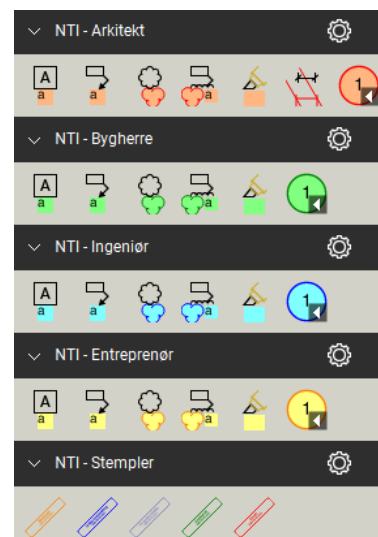 NTI - Arkitekt
A
a a a 1
NTI - Bygherre
A
a a a 1
NTI - Ingeniør
A
a a a 1
NTI - Entreprenør
A
a a a 1
NTI - Stempler